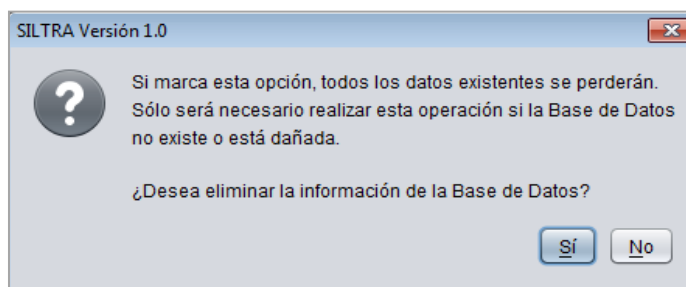 SILTRA Versión 1.0
Si marca esta opción, todos los datos existentes se perderán.
Sólo será necesario realizar esta operación si la Base de Datos
no existe o está dañada.
¿Desea eliminar la información de la Base de Datos?
Sí
No